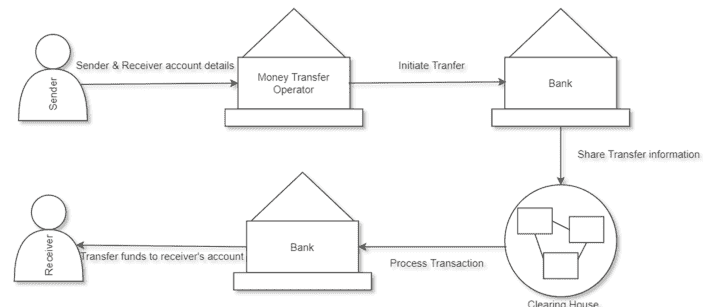 Sender
Sender & Receiver account details
Money Transfer
Operator
Initiate Tranfer
Bank
Share Transfer information
Receiver
Transfer funds to receiver's account
Bank
Process Transaction
Clearing House